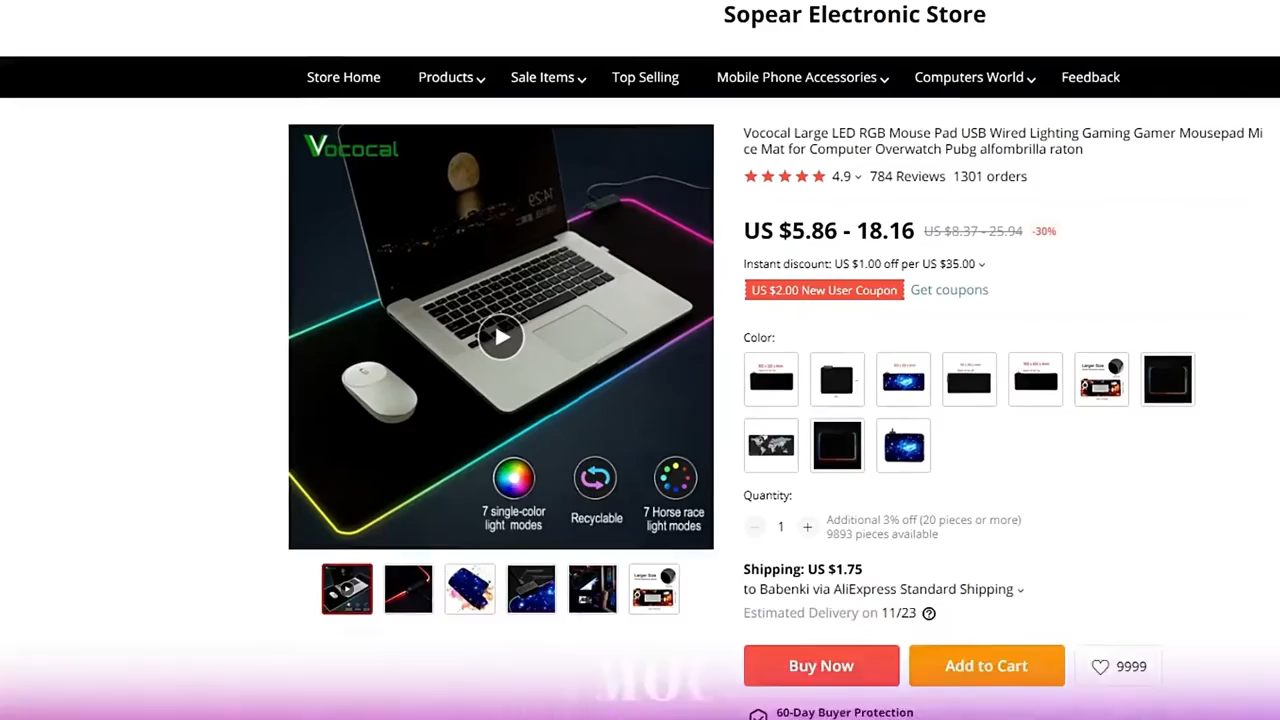 Sopear Electronic Store
Store Home Products Sale Items Top Selling Mobile Phone Accessories Computers World Feedback
Vococal
14:29
7 single-color
light modes
Recyclable
7 Horse race
light modes
Vococal Large LED RGB Mouse Pad USB Wired Lighting Gaming Gamer Mousepad Mi
ce Mat for Computer Overwatch Pubg alfombrilla raton
4.9 784 Reviews 1301 orders
US $5.86 - 18.16 US $8.37 - 25.94 -30%
Instant discount: US $1.00 off per US $35.00
US $2.00 New User Coupon Get coupons
Color:
Larger Size
Quantity:
1 Additional 3% off (20 pieces or more)
9893 pieces available
Shipping: US $1.75
to Babenki via AliExpress Standard Shipping
Estimated Delivery on 11/23
Larger Size
Buy Now Add to Cart 9999
60-Day Buyer Protection